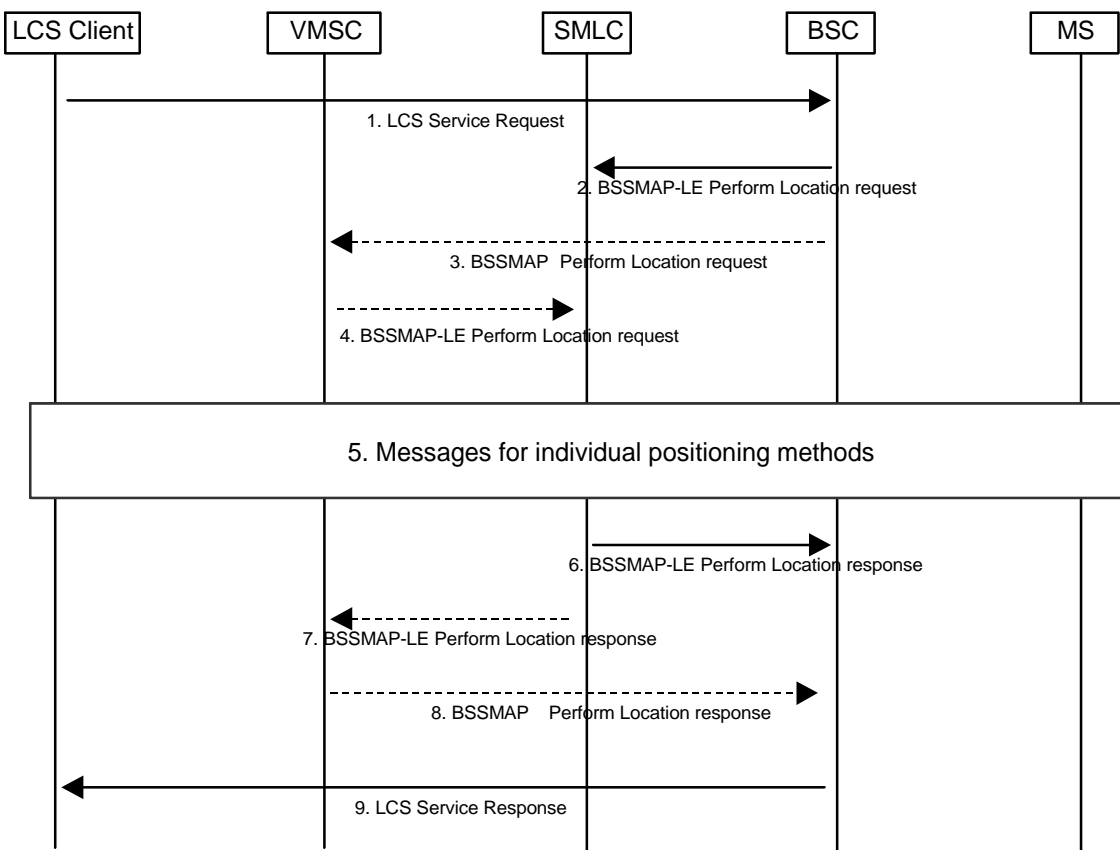 LCS Client
VMSC
SMLC
BSC
MS
1. LCS Service Request
2. BSSMAP-LE Perform Location request
3. BSSMAP Perform Location request
4. BSSMAP-LE Perform Location request
5. Messages for individual positioning methods
6. BSSMAP-LE Perform Location response
7. BSSMAP-LE Perform Location response
8. BSSMAP Perform Location response
9. LCS Service Response